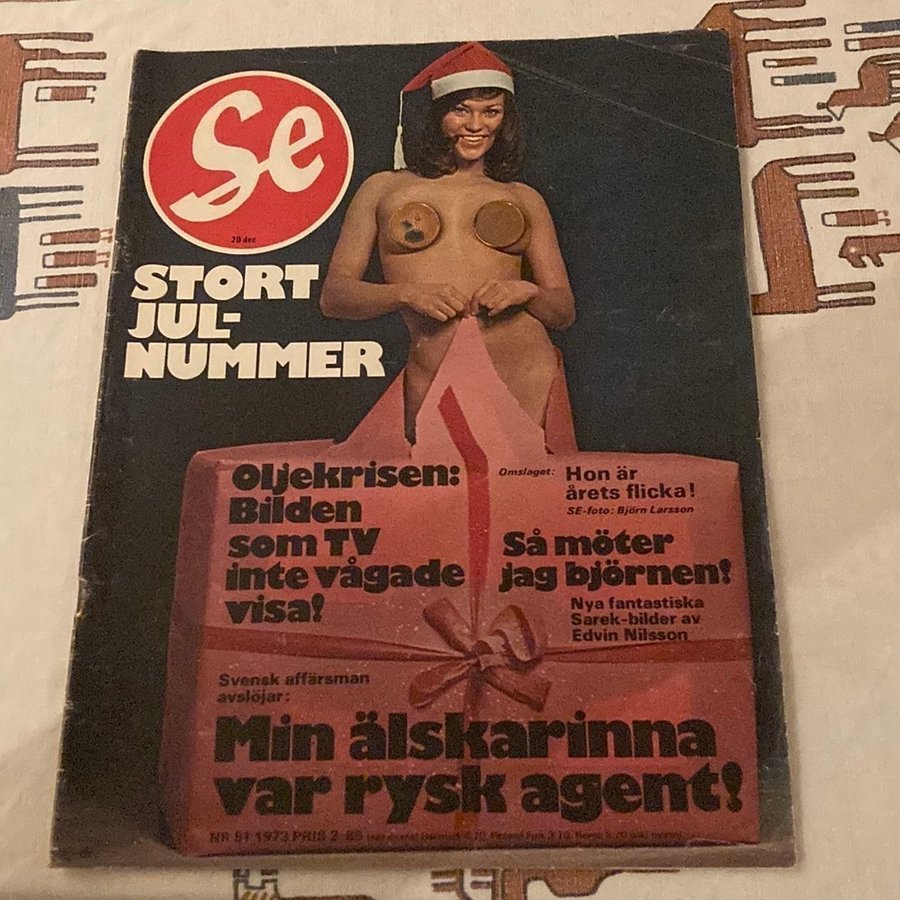 Se
20 dec
STORT
JUL-
NUMMER
Oljekrisen:
Bilden
som TV
inte vågade
visa!
Omslaget:
Hon är
årets flicka!
SE-foto: Björn Larsson
Så möter
jag björnen!
Nya fantastiska
Sarek-bilder av
Edvin Nilsson
Svensk affärsman
avslöjar:
Min älskarinna
var rysk agent!
NR 51 1973 PRIS 2:85